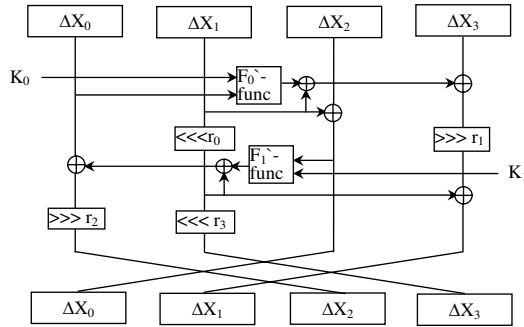 ΔX₀ ΔX₁ ΔX₂ ΔX₃
K₀
F₀`-
func
<<<r₀
>>> r₁
F₁`-
func
K
>>> r₂
<<< r₃
ΔX₀ ΔX₁ ΔX₂ ΔX₃